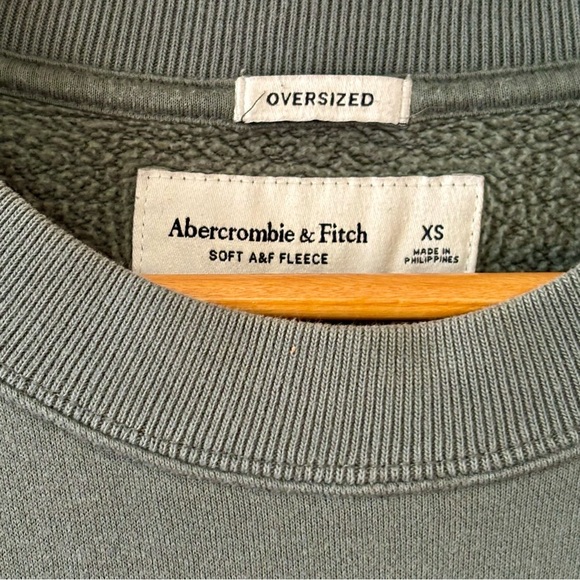 OVERSIZED
Abercrombie & Fitch
SOFT A&F FLEECE
XS
MADE IN
PHILIPPINES